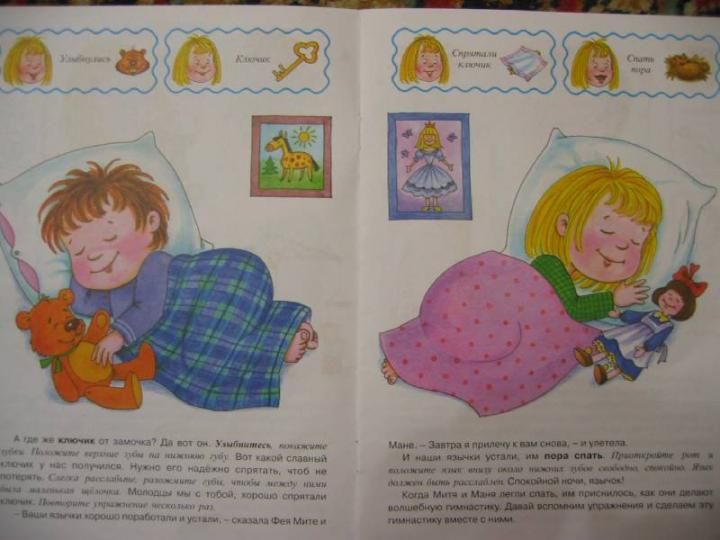 Улыбнулись
Ключик
Спрятали
ключик
Спать
пора
А где же ключик от замочка? Да вот он. Улыбнитесь, покажите
зубки. Положите верхние зубы на нижнюю губу. Вот какой славный
ключик у нас получился. Нужно его надёжно спрятать, чтоб не
потерять. Слегка расслабьте, разомкните губы, чтобы между ними
была маленькая щёлочка. Молодцы мы с тобой, хорошо спрятали
ключик. Повторите упражнение несколько раз.
– Ваши язычки хорошо поработали и устали, – сказала Фея Мите и
Мане. – Завтра я прилечу к вам снова, – и улетела.
И наши язычки устали, им пора спать. Приоткройте рот и
положите язык внизу около нижних зубов свободно, спокойно. Язык
должен быть расслаблен. Спокойной ночи, язычок!
Когда Митя и Маня легли спать, им приснилось, как они делают
волшебную гимнастику. Давай вспомним упражнения и сделаем эту
гимнастику вместе с ними.